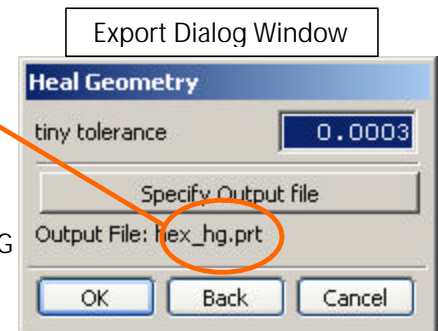 Export Dialog Window
Heal Geometry
tiny tolerance 0.0003
Specify Output file
G Output File: hex_hg.prt
OK Back Cancel